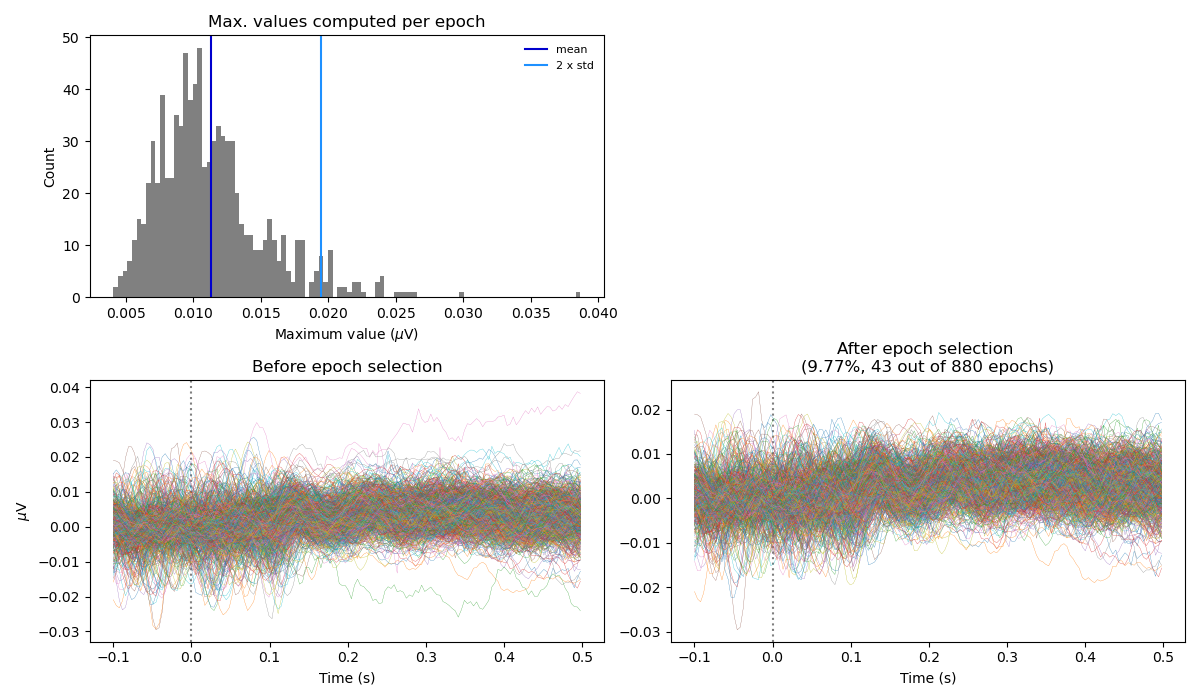 Max. values computed per epoch
50
40
30
20
10
0
Count
mean
2 x std
0.005 0.010 0.015 0.020 0.025 0.030 0.035 0.040
Maximum value (μV)
Before epoch selection
0.04
0.03
0.02
0.01
0.00
−0.01
−0.02
−0.03
μV
−0.1 0.0 0.1 0.2 0.3 0.4 0.5
Time (s)
After epoch selection
(9.77%, 43 out of 880 epochs)
0.02
0.01
0.00
−0.01
−0.02
−0.03
−0.1 0.0 0.1 0.2 0.3 0.4 0.5
Time (s)